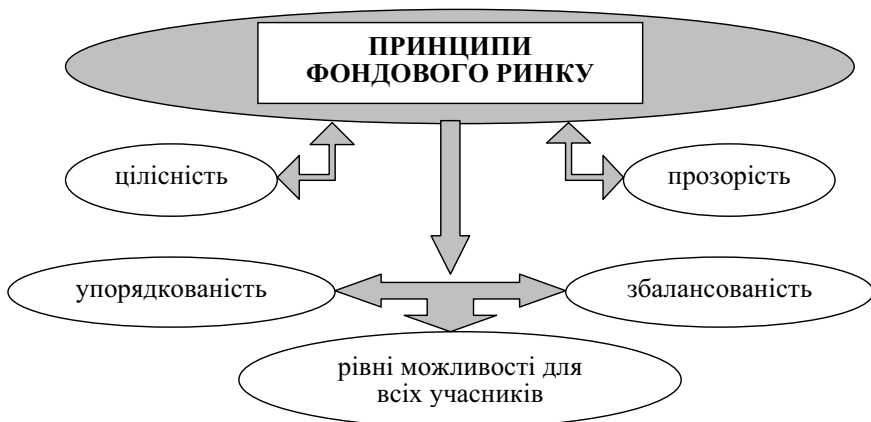 ПРИНЦИПИ
ФОНДОВОГО РИНКУ
цілісність
прозорість
упорядкованість
збалансованість
рівні можливості для
всіх учасників